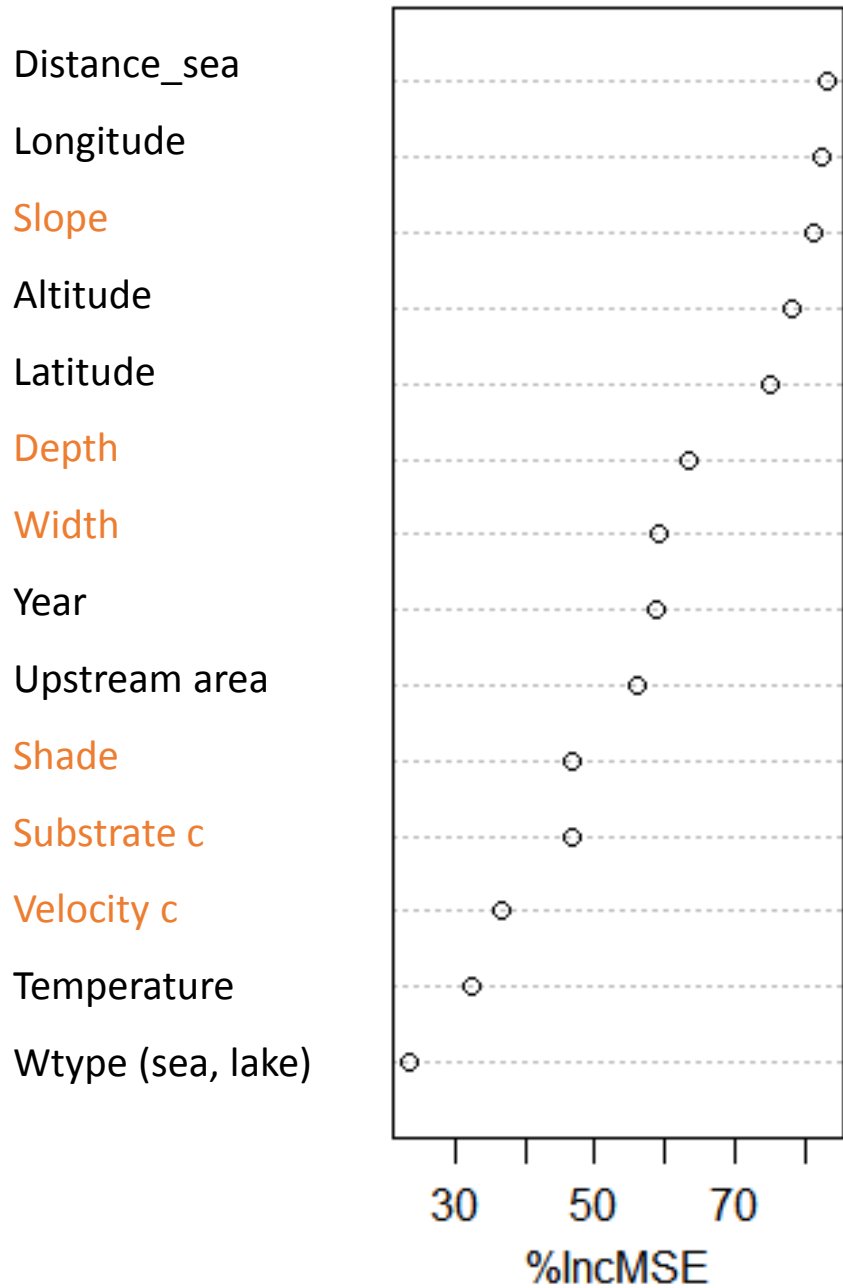 Distance_sea
Longitude
Slope
Altitude
Latitude
Depth
Width
Year
Upstream area
Shade
Substrate c
Velocity c
Temperature
Wtype (sea, lake)
30 50 70
%IncMSE